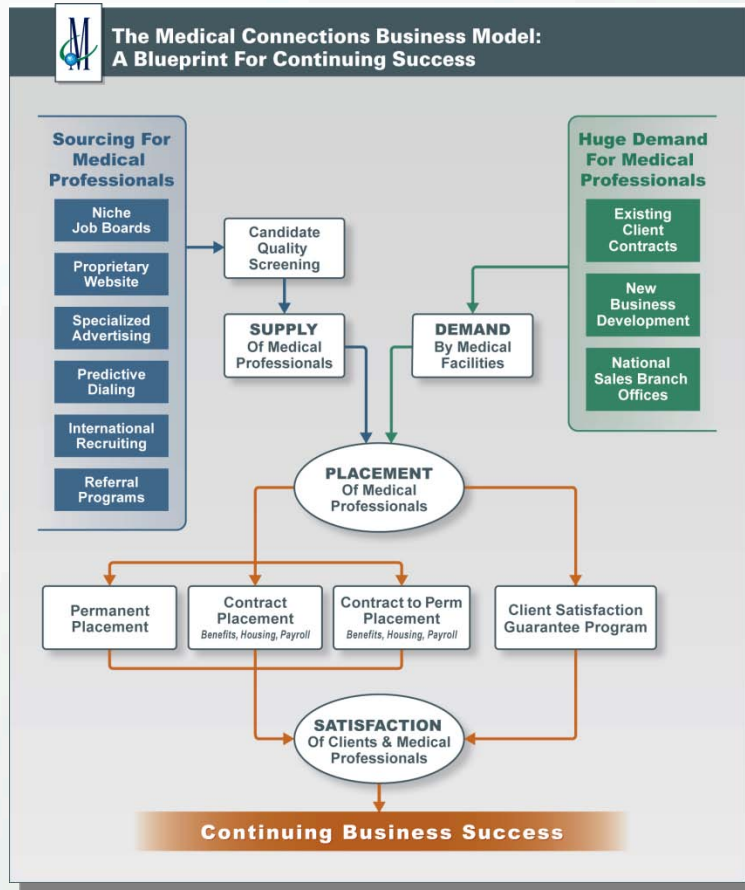 M
The Medical Connections Business Model:
A Blueprint For Continuing Success
Sourcing For
Medical
Professionals
Niche
Job Boards
Proprietary
Website
Specialized
Advertising
Predictive
Dialing
International
Recruiting
Referral
Programs
Candidate
Quality
Screening
SUPPLY
Of Medical
Professionals
Huge Demand
For Medical
Professionals
Existing
Client
Contracts
New
Business
Development
National
Sales Branch
Offices
DEMAND
By Medical
Facilities
PLACEMENT
Of Medical
Professionals
Permanent
Placement
Contract
Placement
Benefits, Housing, Payroll
Contract to Perm
Placement
Benefits, Housing, Payroll
Client Satisfaction
Guarantee Program
SATISFACTION
Of Clients & Medical
Professionals
Continuing Business Success